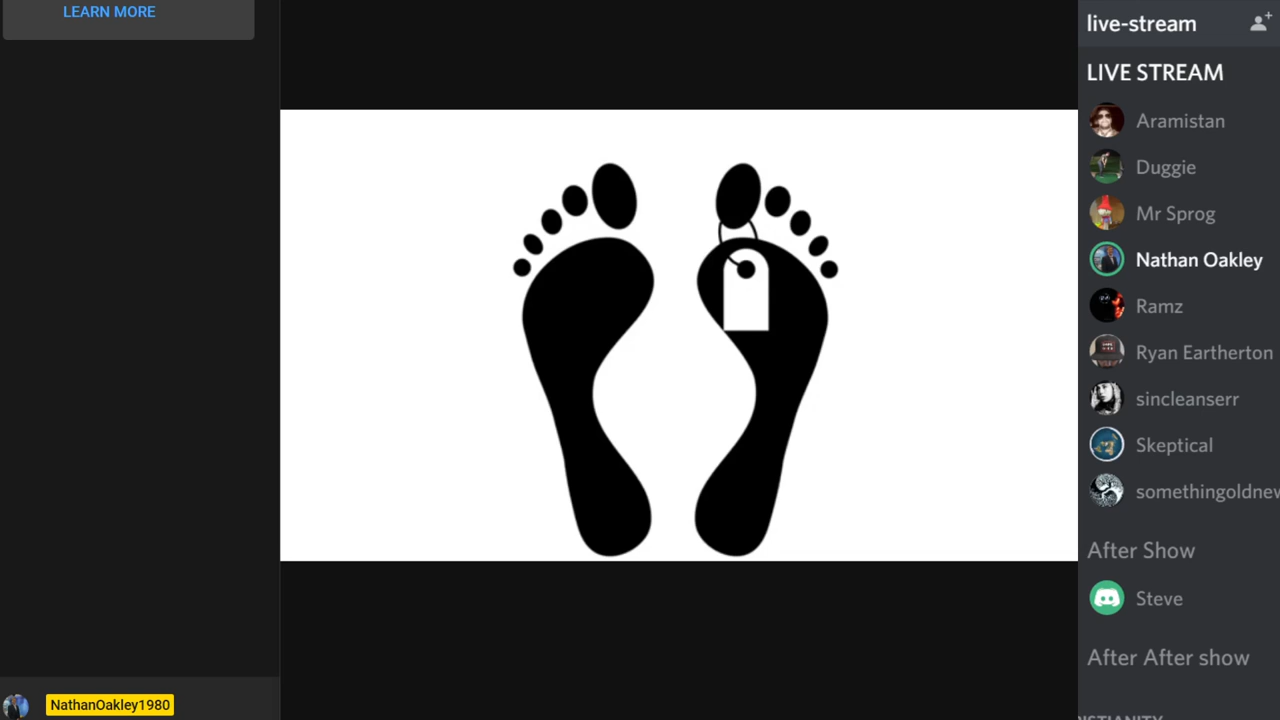 LEARN MORE
NathanOakley1980
live-stream
LIVE STREAM
Aramistan
Duggie
Mr Sprog
Nathan Oakley
Ramz
Ryan Eartherton
sincleanserr
Skeptical
somethingoldnew
After Show
Steve
After After show